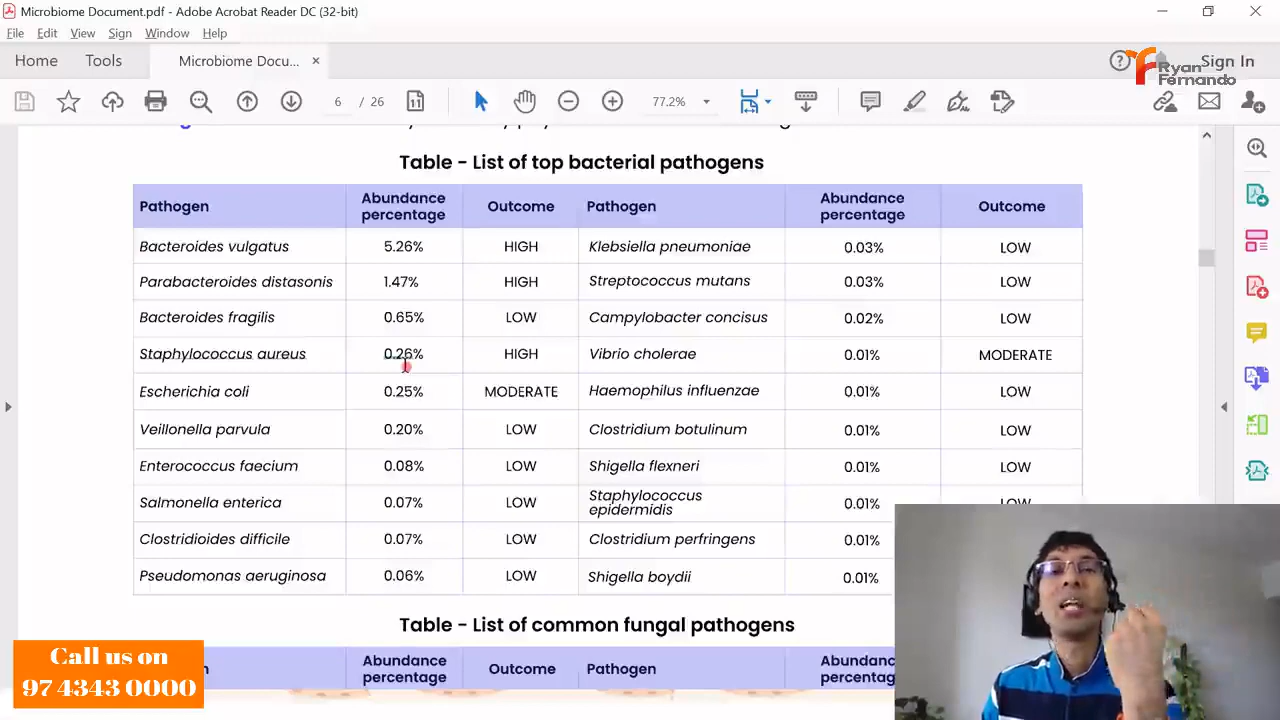 Microbiome Document.pdf - Adobe Acrobat Reader DC (32-bit)
File Edit View Sign Window Help
Home Tools Microbiome Docu... × Sign In
Ryan
Fernando
6 / 26 77.2%
Table - List of top bacterial pathogens
Pathogen Abundance percentage Outcome Pathogen Abundance percentage Outcome
Bacteroides vulgatus 5.26% HIGH Klebsiella pneumoniae 0.03% LOW
Parabacteroides distasonis 1.47% HIGH Streptococcus mutans 0.03% LOW
Bacteroides fragilis 0.65% LOW Campylobacter concisus 0.02% LOW
Staphylococcus aureus 0.26% HIGH Vibrio cholerae 0.01% MODERATE
Escherichia coli 0.25% MODERATE Haemophilus influenzae 0.01% LOW
Veillonella parvula 0.20% LOW Clostridium botulinum 0.01% LOW
Enterococcus faecium 0.08% LOW Shigella flexneri 0.01% LOW
Salmonella enterica 0.07% LOW Staphylococcus epidermidis 0.01% LOW
Clostridioides difficile 0.07% LOW Clostridium perfringens 0.01%
Pseudomonas aeruginosa 0.06% LOW Shigella boydii 0.01%
Table - List of common fungal pathogens
Abundance percentage Outcome Pathogen
Call us on
97 4343 0000